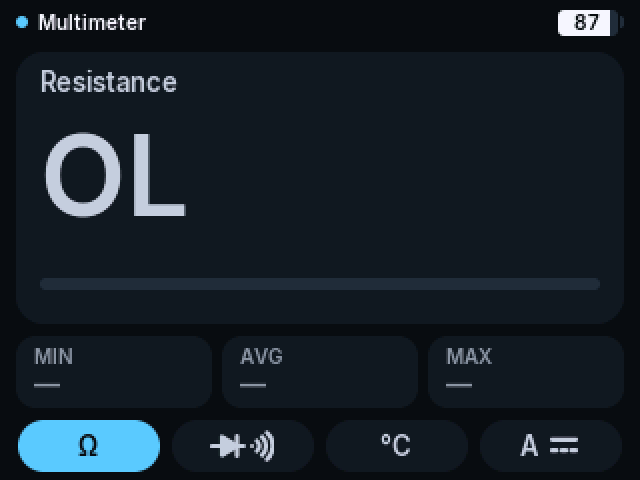 Multimeter
87
Resistance
OL
MIN
AVG
MAX
—
—
—
Ω
°C
A